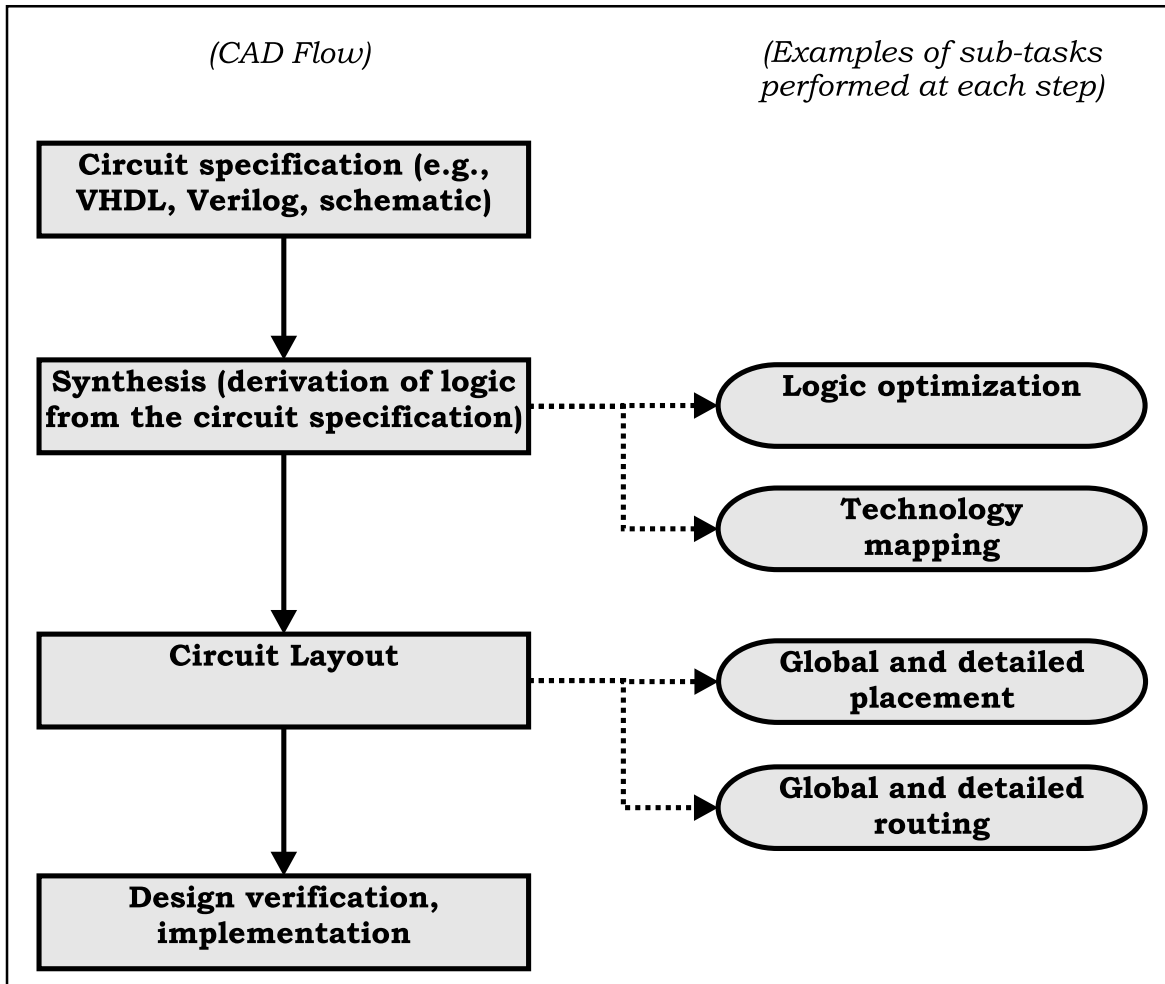 (CAD Flow)
(Examples of sub-tasks
performed at each step)
Circuit specification (e.g.,
VHDL, Verilog, schematic)
Synthesis (derivation of logic
from the circuit specification)
Logic optimization
Technology
mapping
Circuit Layout
Global and detailed
placement
Global and detailed
routing
Design verification,
implementation